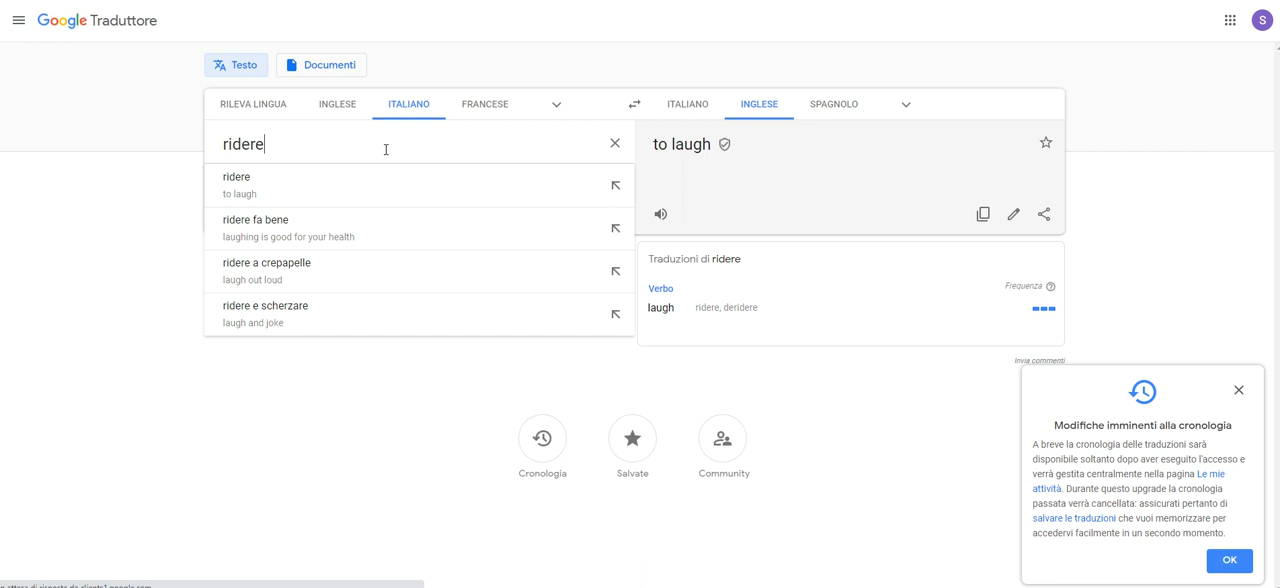 Google Traduttore
S
Testo
Documenti
RILEVA LINGUA INGLESE ITALIANO FRANCESE
ITALIANO INGLESE SPAGNOLO
ridere
to laugh
ridere
to laugh
ridere fa bene
laughing is good for your health
ridere a crepapelle
laugh out loud
ridere e scherzare
laugh and joke
Traduzioni di ridere
Verbo
Frequenza
laugh ridere, deridere
Invia commenti
Cronologia
Salvate
Community
Modifiche imminenti alla cronologia
A breve la cronologia delle traduzioni sarà
disponibile soltanto dopo aver eseguito l'accesso e
verrà gestita centralmente nella pagina Le mie
attività. Durante questo upgrade la cronologia
passata verrà cancellata: assicurati pertanto di
salvare le traduzioni che vuoi memorizzare per
accedervi facilmente in un secondo momento.
OK